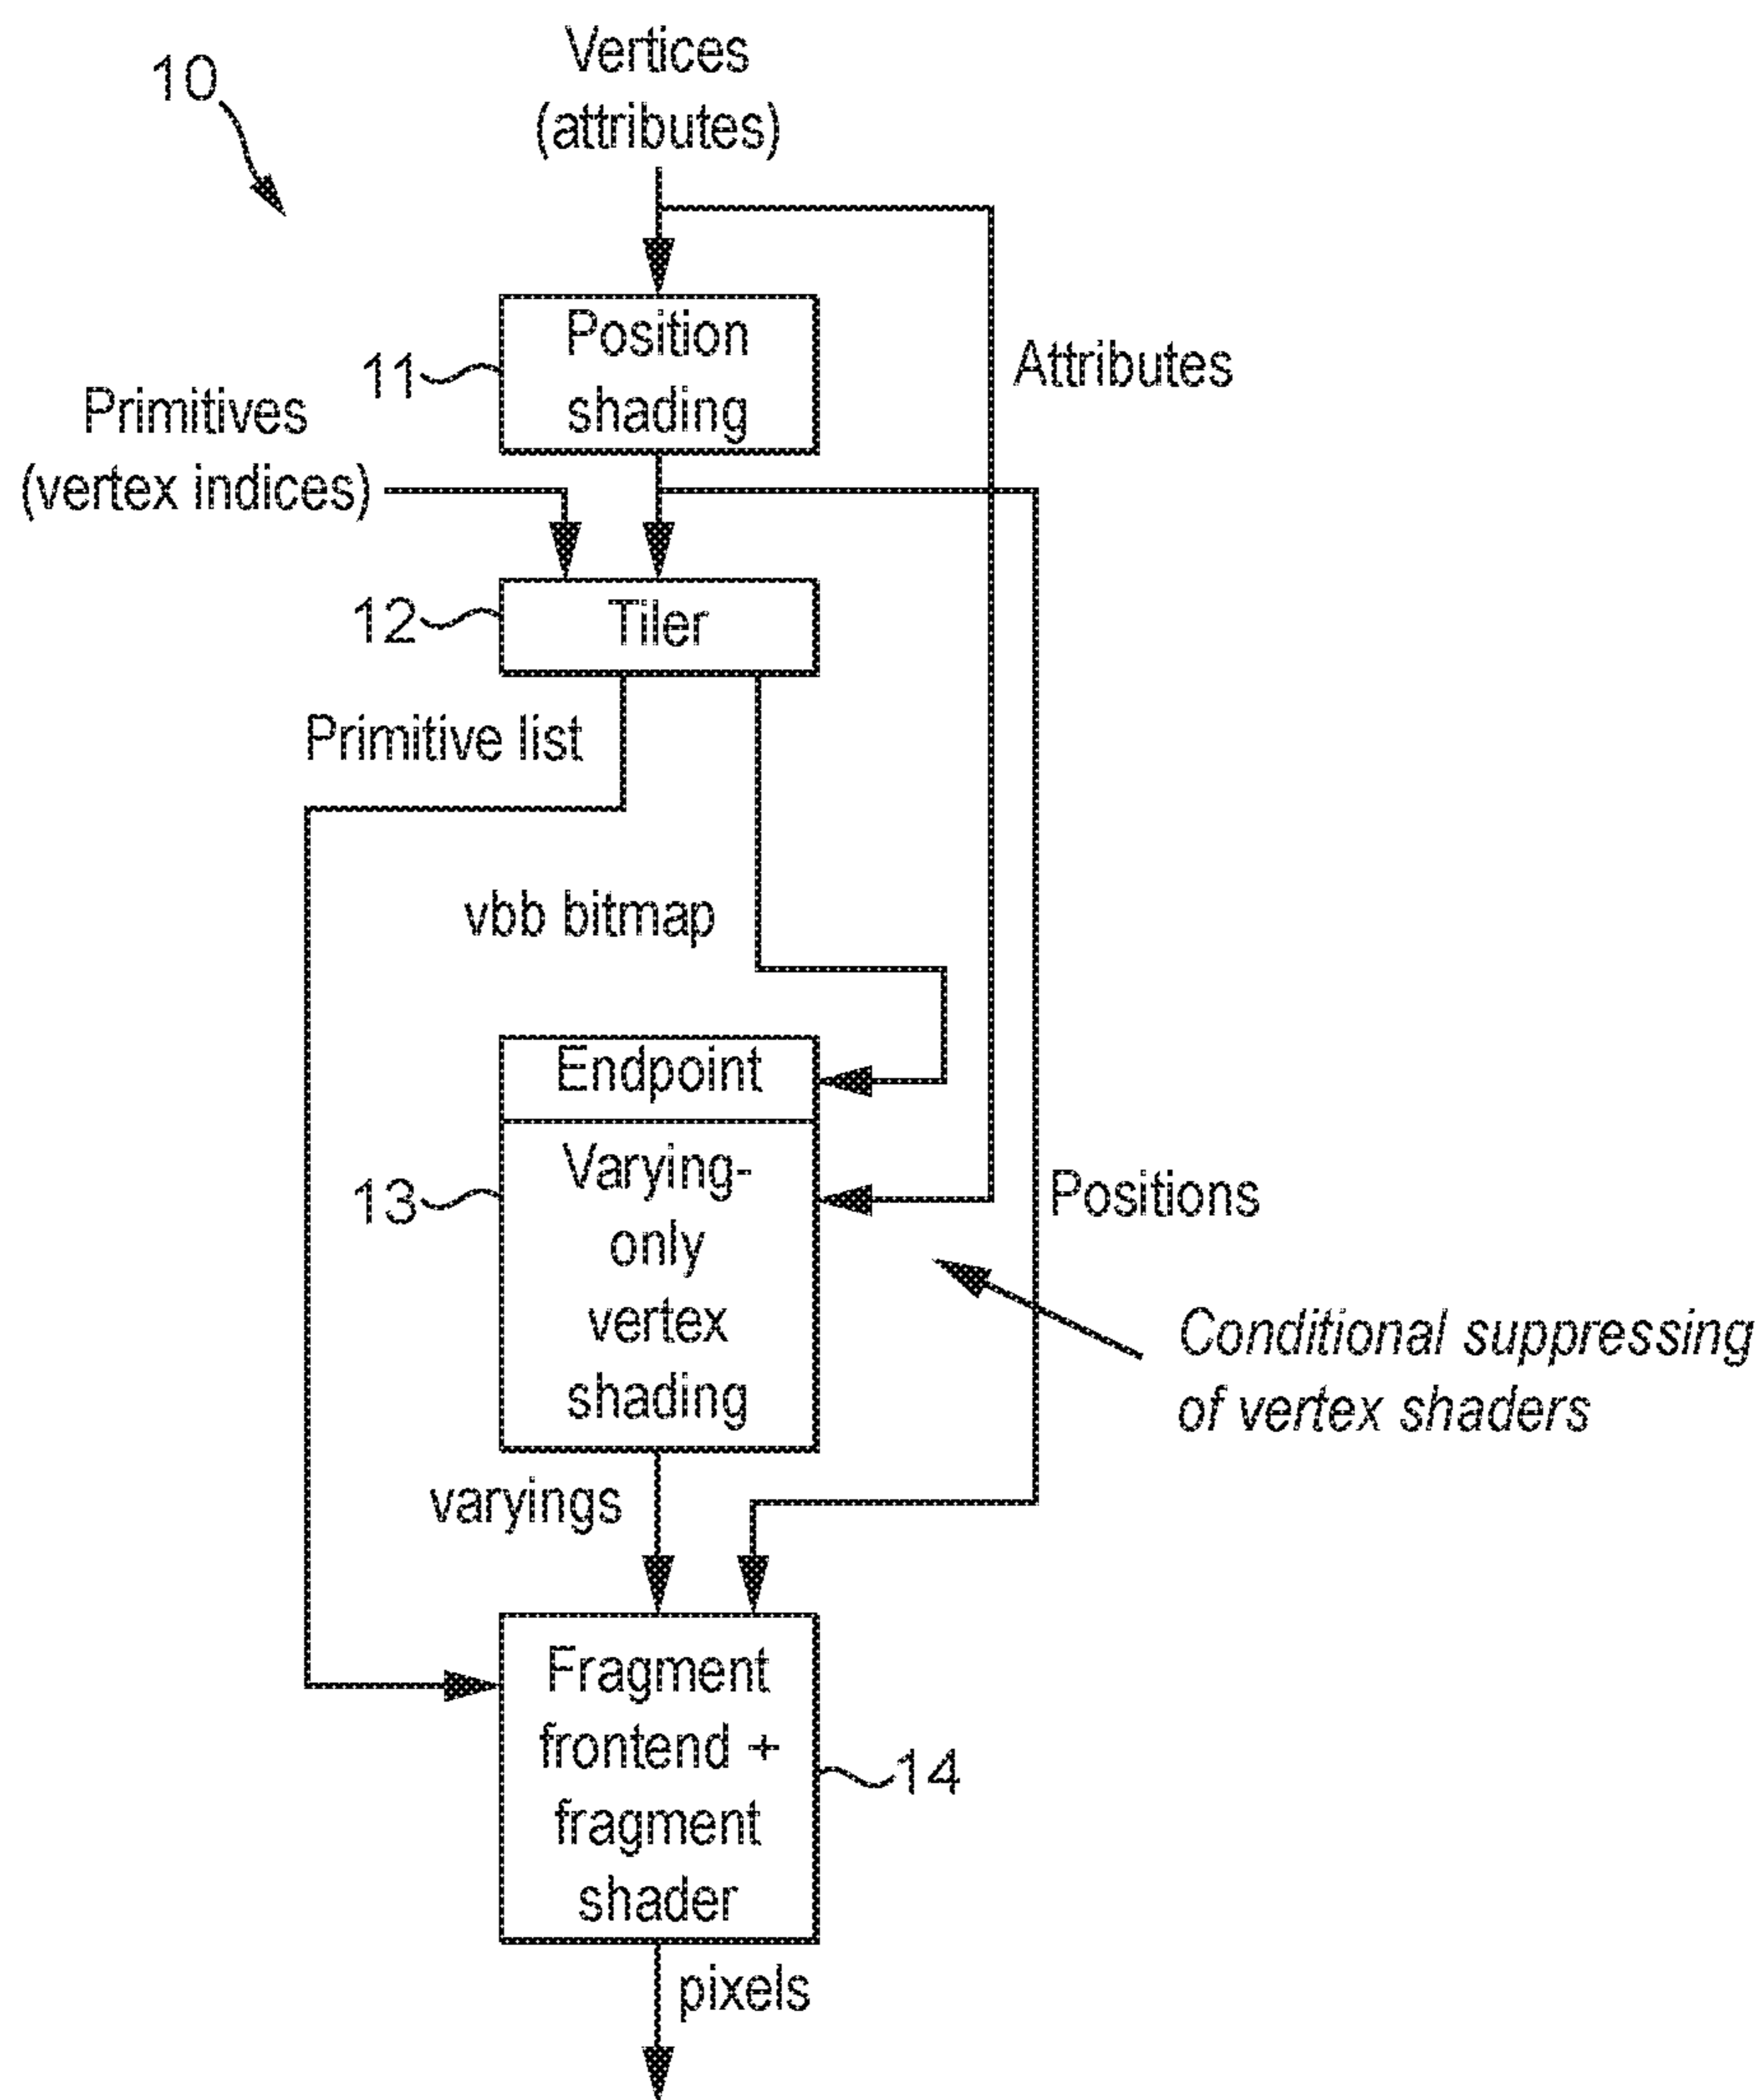 10
Vertices
(attributes)
Position
shading
11
Attributes
Primitives
(vertex indices)
Tiler
12
Primitive list
vbb bitmap
Endpoint
Varying-
only
vertex
shading
13
Positions
Conditional suppressing
of vertex shaders
varyings
Fragment
frontend +
fragment
shader
14
pixels